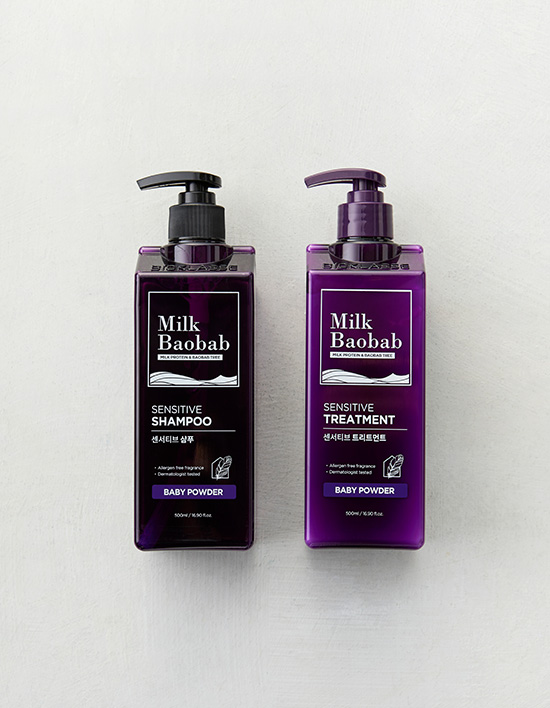 Milk
Baobab
MILK PROTEIN & BAOBAB TREE
SENSITIVE
SHAMPOO
센서티브 샴푸
• Allergen free fragrance
• Dermatologist tested
BABY POWDER
500ml / 16.90 fl.oz.
Milk
Baobab
MILK PROTEIN & BAOBAB TREE
SENSITIVE
TREATMENT
센서티브 트리트먼트
• Allergen free fragrance
• Dermatologist tested
BABY POWDER
500ml / 16.90 fl.oz.